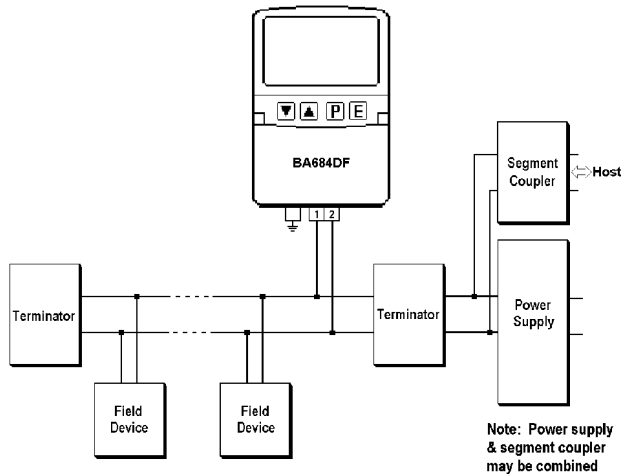 ▼ ▲ P E
BA684DF
1 2
Segment
Coupler
Host
Terminator
Terminator
Power
Supply
Field
Device
Field
Device
Note: Power supply
& segment coupler
may be combined